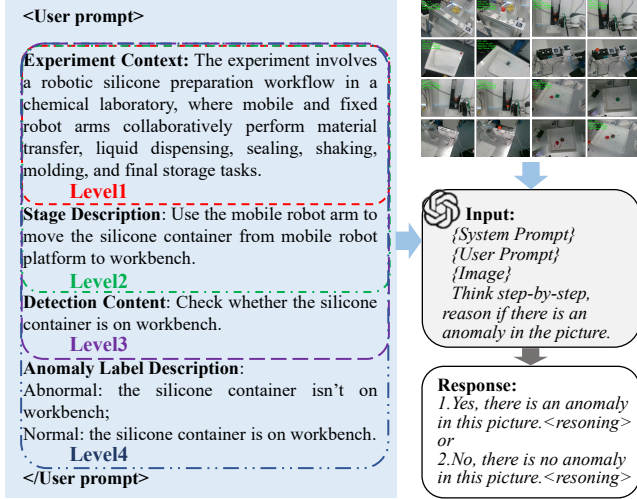 <User prompt>
Experiment Context: The experiment involves
a robotic silicone preparation workflow in a
chemical laboratory, where mobile and fixed
robot arms collaboratively perform material
transfer, liquid dispensing, sealing, shaking,
molding, and final storage tasks.
Level1
Stage Description: Use the mobile robot arm to
move the silicone container from mobile robot
platform to workbench.
Level2
Detection Content: Check whether the silicone
container is on workbench.
Level3
Anomaly Label Description:
Abnormal: the silicone container isn't on
workbench;
Normal: the silicone container is on workbench.
Level4
</User prompt>
Input:
{System Prompt}
{User Prompt}
{Image}
Think step-by-step,
reason if there is an
anomaly in the picture.
Response:
1.Yes, there is an anomaly
in this picture.<resoning>
or
2.No, there is no anomaly
in this picture.<resoning>